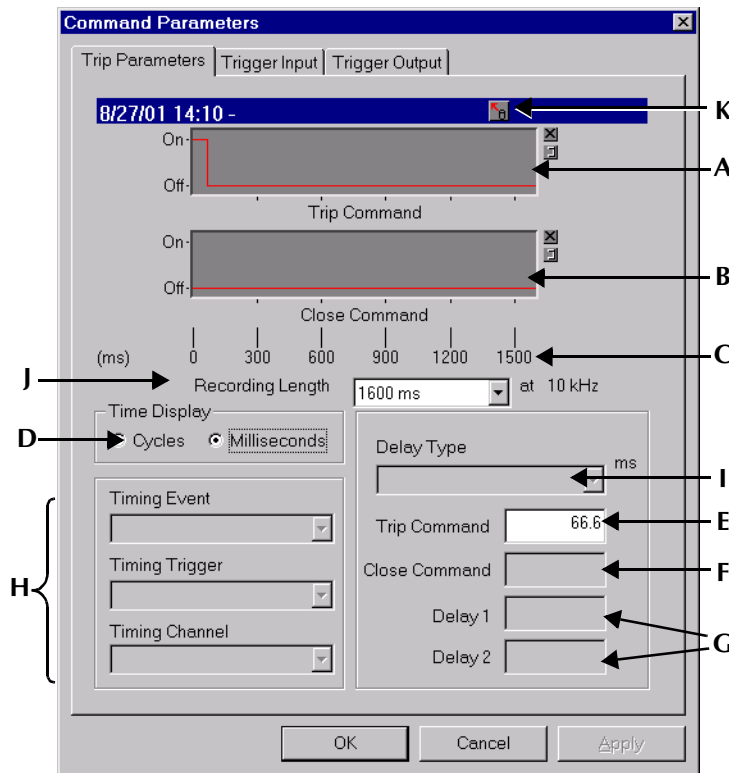 Command Parameters
Trip Parameters Trigger Input Trigger Output
8/27/01 14:10 - K
On
A
Off
Trip Command
On
B
Off
Close Command
(ms) 0 300 600 900 1200 1500 C
J Recording Length 1600 ms at 10 kHz
Time Display
D Cycles Milliseconds
Delay Type
ms
I
Timing Event
Trip Command 66.6 E
Timing Trigger
Close Command F
H
Timing Channel
Delay 1
G
Delay 2
OK Cancel Apply